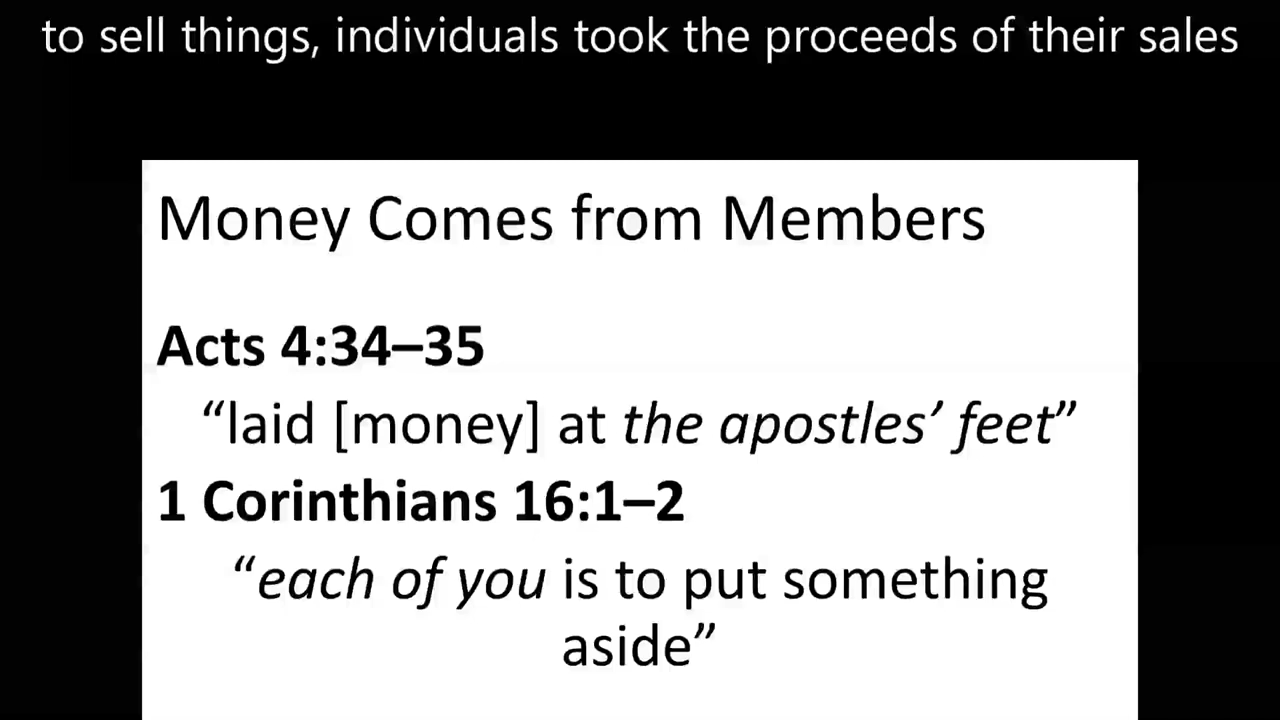 to sell things, individuals took the proceeds of their sales
Money Comes from Members
Acts 4:34–35
“laid [money] at the apostles’ feet”
1 Corinthians 16:1–2
“each of you is to put something
aside”